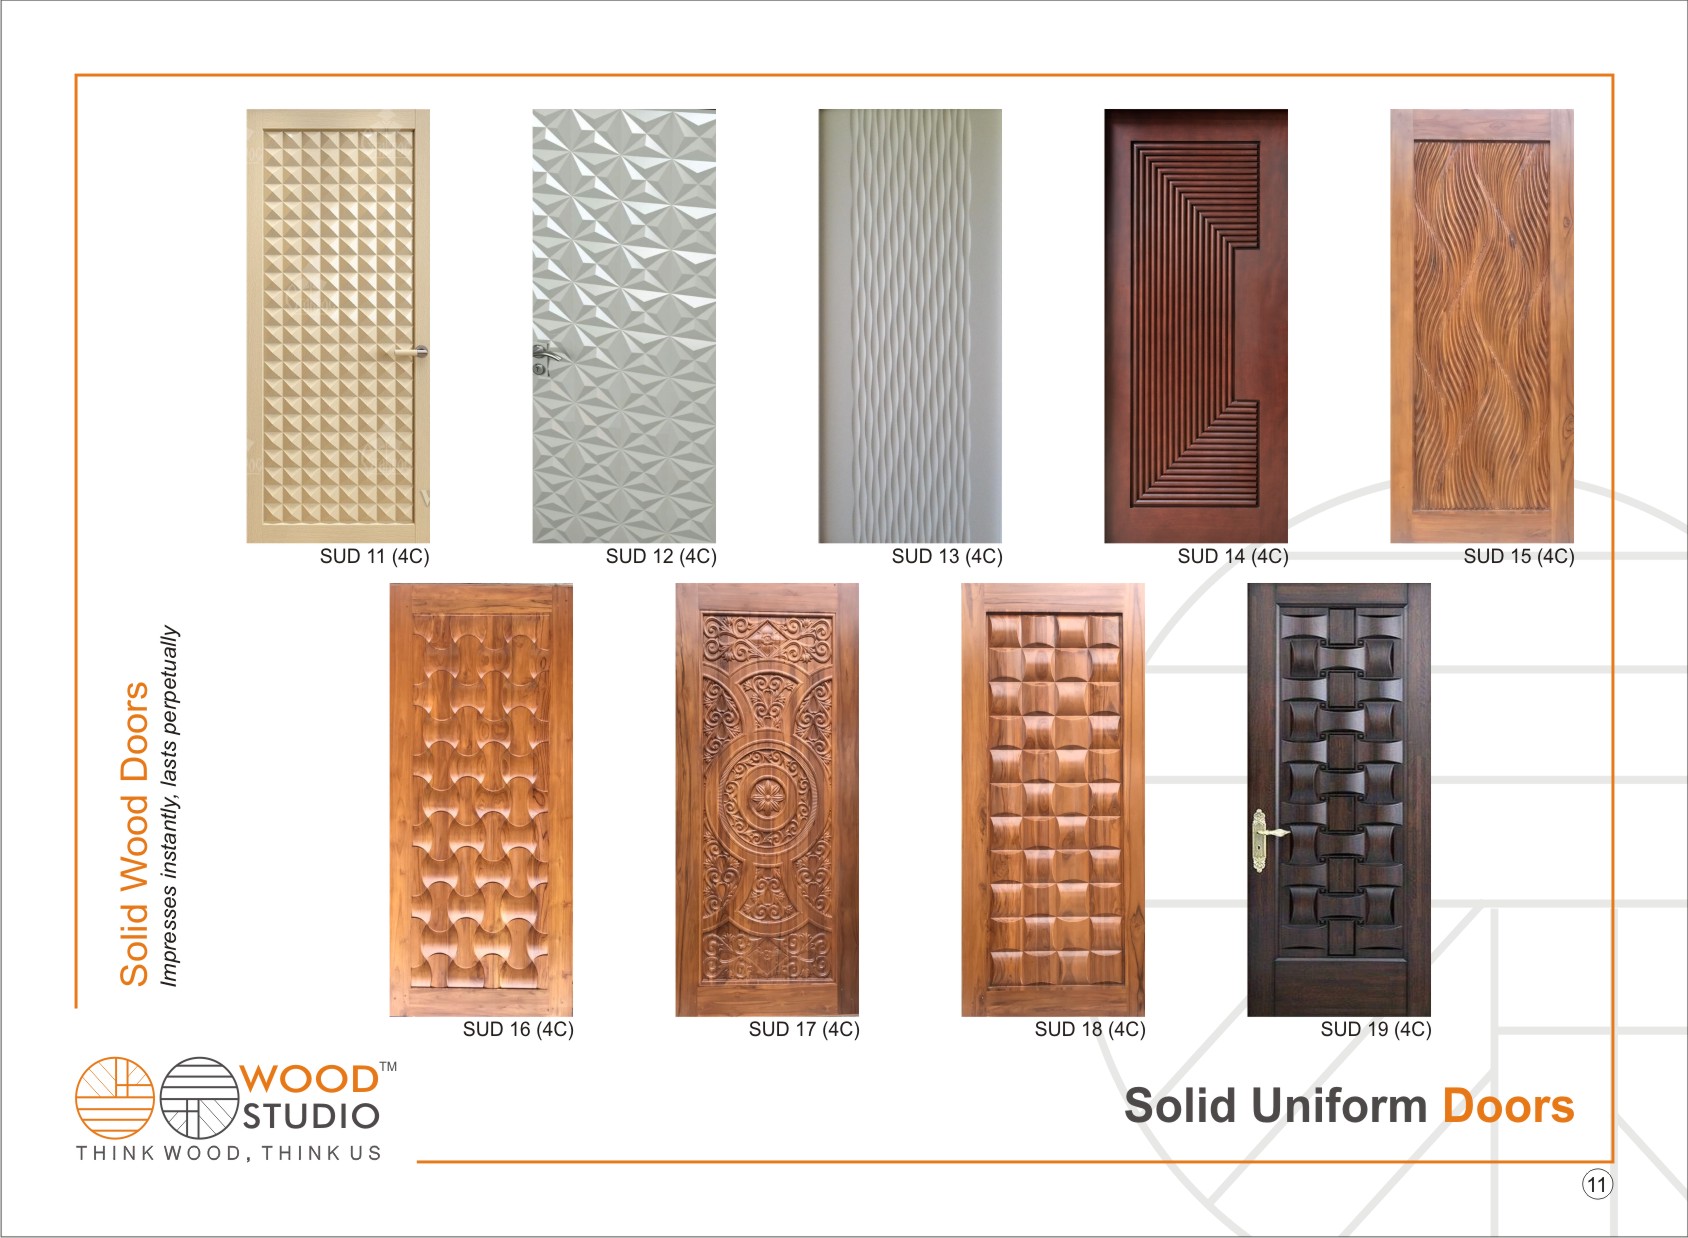 SUD 11 (4C)
SUD 12 (4C)
SUD 13 (4C)
SUD 14 (4C)
SUD 15 (4C)
Solid Wood Doors
Impresses instantly, lasts perpetually
SUD 16 (4C)
SUD 17 (4C)
SUD 18 (4C)
SUD 19 (4C)
WOOD™
STUDIO
THINK WOOD, THINK US
Solid Uniform Doors
11